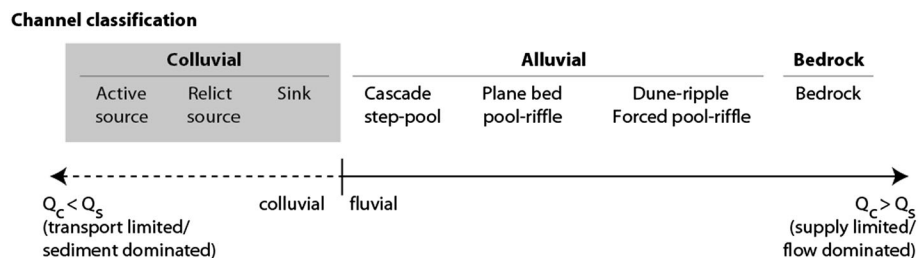 Channel classification
Colluvial Alluvial Bedrock
Active Relict Sink Cascade Plane bed Dune-ripple Bedrock
source source step-pool pool-riffle Forced pool-riffle
Qc < Qs colluvial fluvial Qc > Qs
(transport limited/ (supply limited/
sediment dominated) flow dominated)